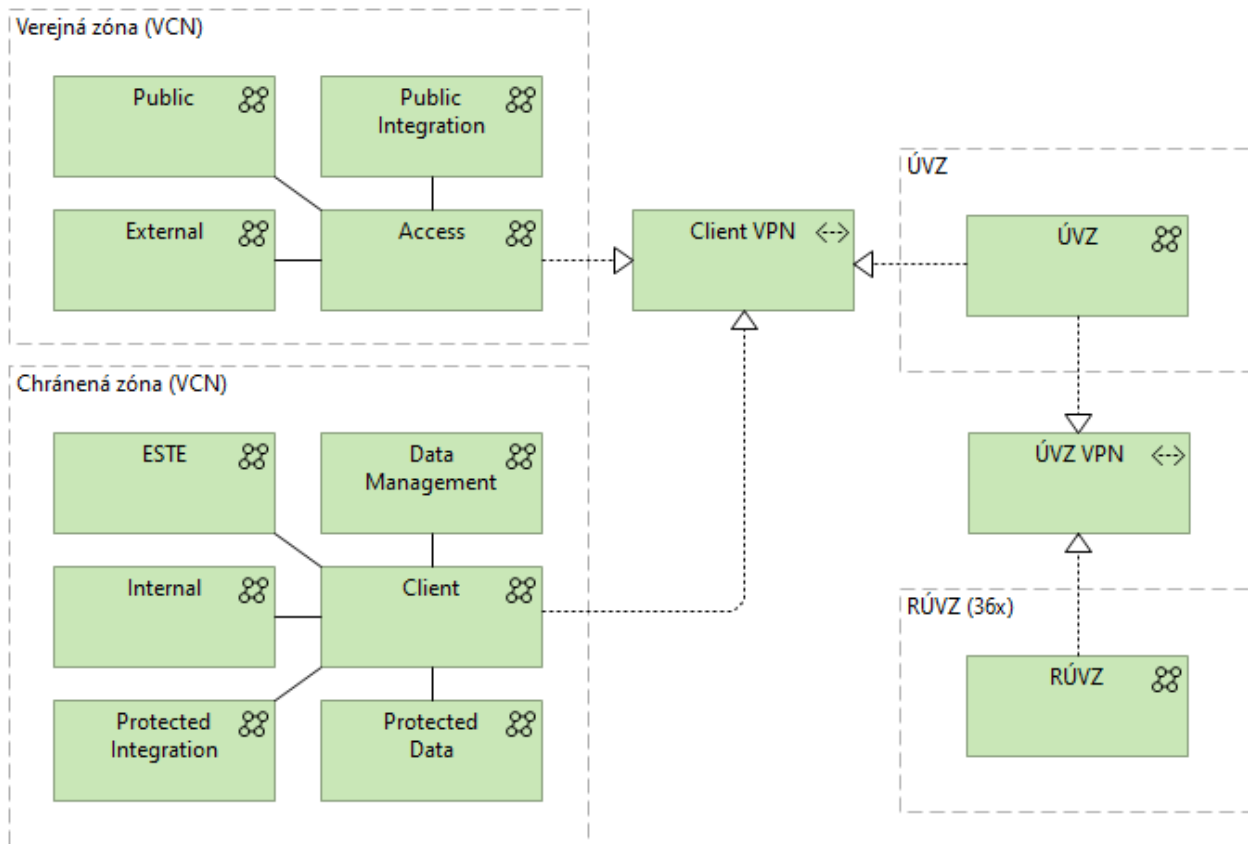 Verejná zóna (VCN)
Public
Public
Integration
External
Access
Client VPN
ÚVZ
ÚVZ
Chránená zóna (VCN)
ESTE
Data
Management
Internal
Client
Protected
Integration
Protected
Data
ÚVZ VPN
RÚVZ (36x)
RÚVZ